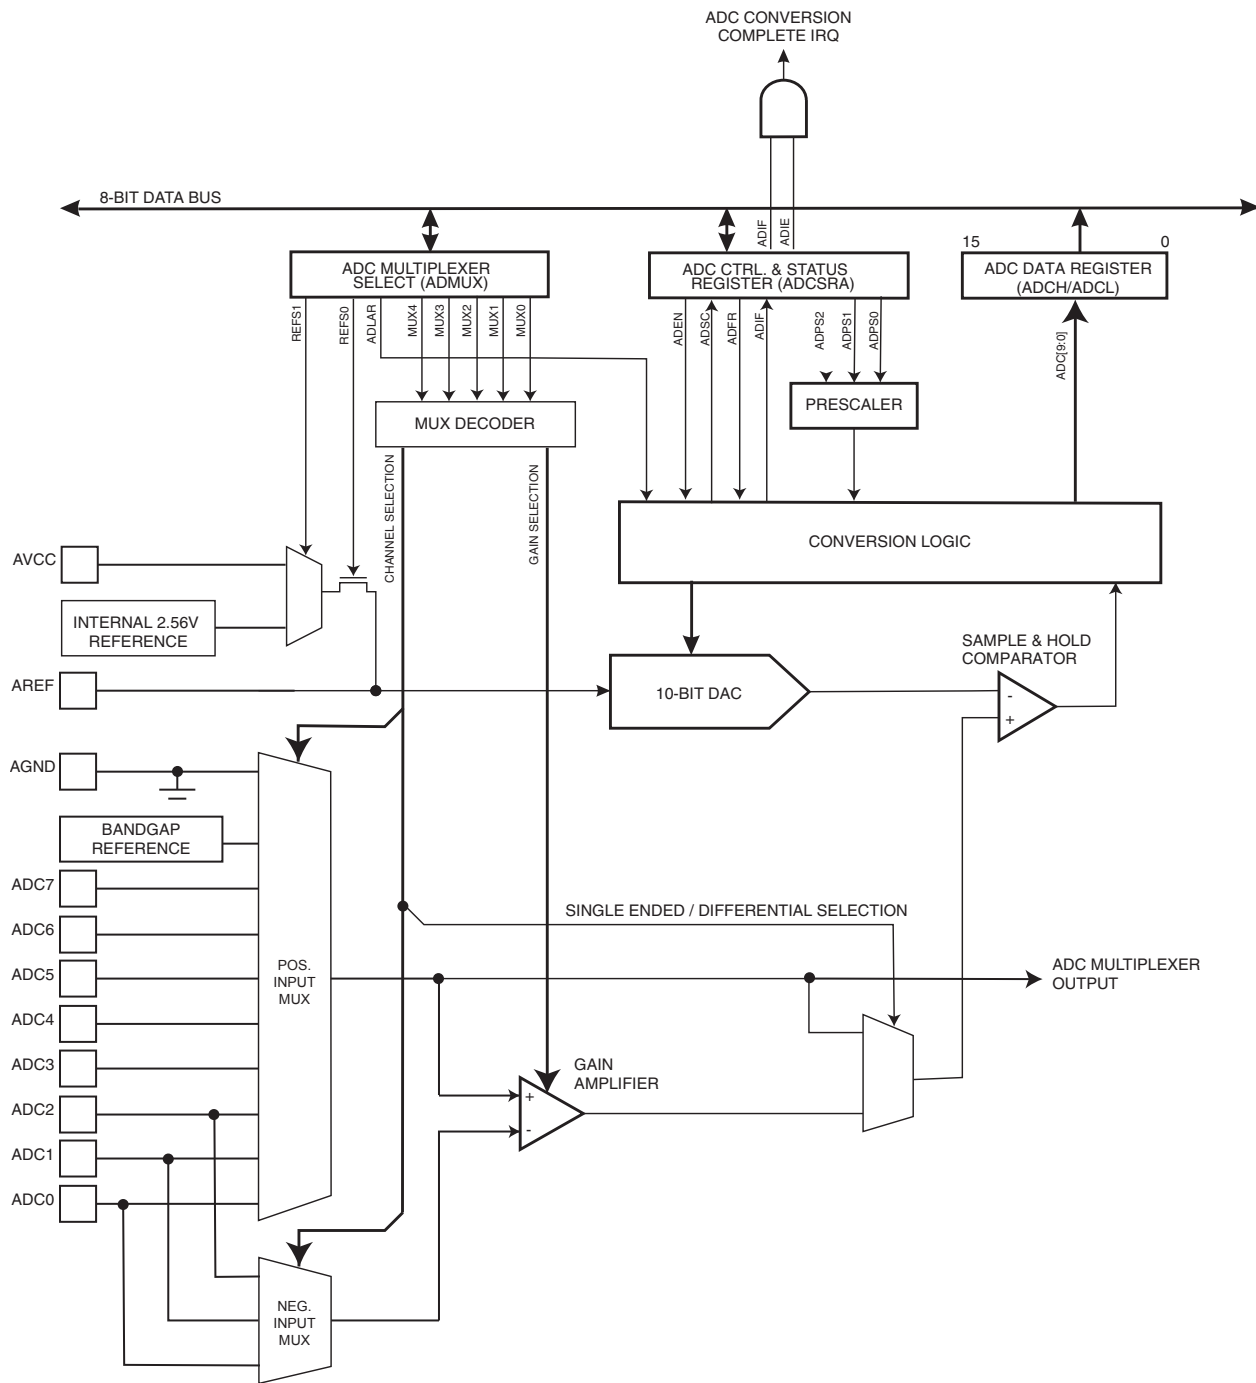 ADC CONVERSION
COMPLETE IRQ
8-BIT DATA BUS
ADIF
ADIE
15
0
ADC MULTIPLEXER
SELECT (ADMUX)
ADC CTRL. & STATUS
REGISTER (ADCSRA)
ADC DATA REGISTER
(ADCH/ADCL)
REFS1
REFS0
ADLAR
MUX4
MUX3
MUX2
MUX1
MUX0
ADEN
ADSC
ADFR
ADIF
ADPS2
ADPS1
ADPS0
ADC[9:0]
PRESCALER
MUX DECODER
CHANNEL SELECTION
GAIN SELECTION
CONVERSION LOGIC
AVCC
INTERNAL 2.56V
REFERENCE
SAMPLE & HOLD
COMPARATOR
AREF
10-BIT DAC
-
+
AGND
BANDGAP
REFERENCE
ADC7
SINGLE ENDED / DIFFERENTIAL SELECTION
ADC6
ADC5
POS.
INPUT
MUX
ADC MULTIPLEXER
OUTPUT
ADC4
ADC3
GAIN
AMPLIFIER
+
-
ADC2
ADC1
ADC0
NEG.
INPUT
MUX